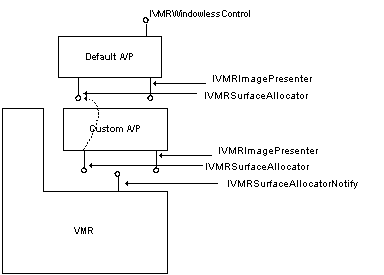 IVMRWindowlessControl
Default A/P
IVMRImagePresenter
IVMRSurfaceAllocator
Custom A/P
IVMRImagePresenter
IVMRSurfaceAllocator
IVMRSurfaceAllocatorNotify
VMR